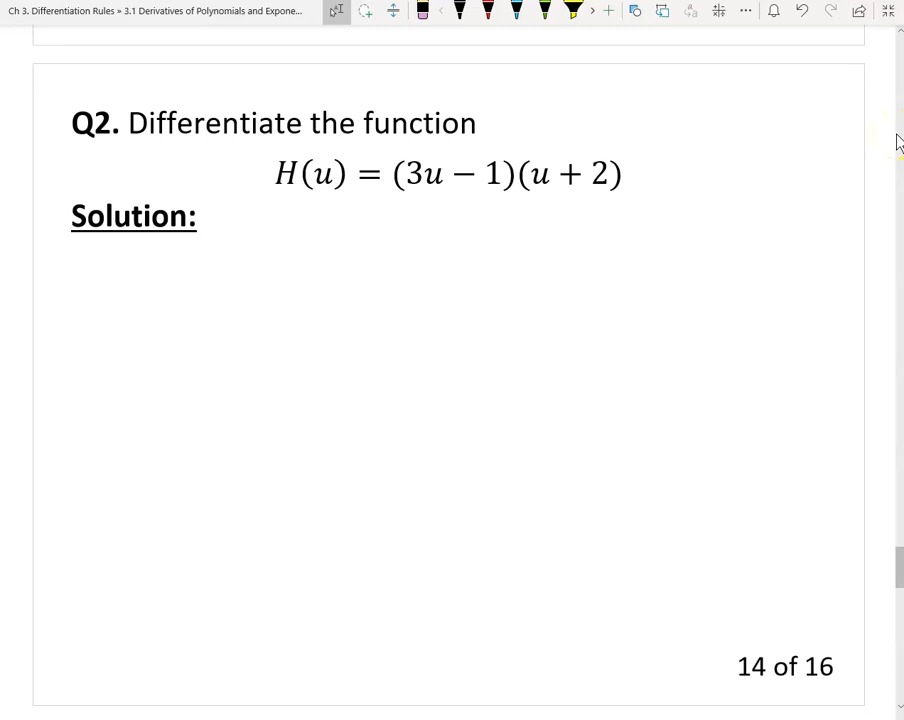 Ch 3. Differentiation Rules » 3.1 Derivatives of Polynomials and Expone...
Q2. Differentiate the function
H(u) = (3u − 1)(u + 2)
Solution:
14 of 16